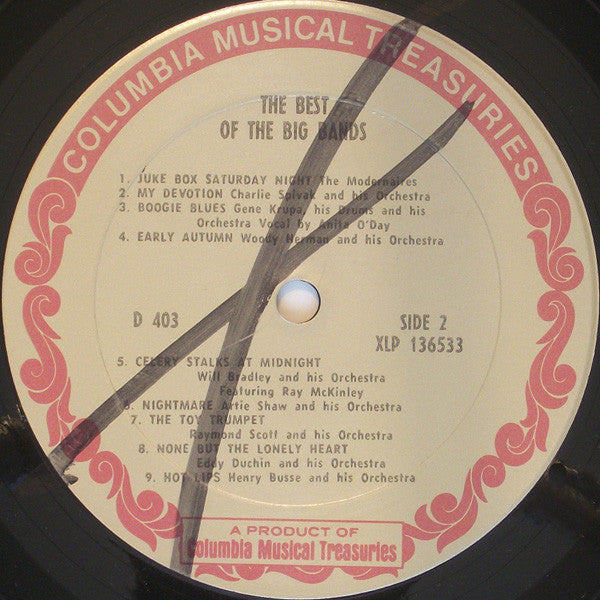 COLUMBIA MUSICAL TREASURIES
THE BEST
OF THE BIG BANDS
1. JUKE BOX SATURDAY NIGHT The Modernaires
2. MY DEVOTION Charlie Spivak and his Orchestra
3. BOOGIE BLUES Gene Krupa, his Drums and his
Orchestra Vocal by Anita O'Day
4. EARLY AUTUMN Woody Herman and his Orchestra
D 403
SIDE 2
XLP 136533
5. CELERY STALKS AT MIDNIGHT
Will Bradley and his Orchestra
Featuring Ray McKinley
6. NIGHTMARE Artie Shaw and his Orchestra
7. THE TOY TRUMPET
Raymond Scott and his Orchestra
8. NONE BUT THE LONELY HEART
Eddy Duchin and his Orchestra
9. HOT LIPS Henry Busse and his Orchestra
A PRODUCT OF
Columbia Musical Treasuries